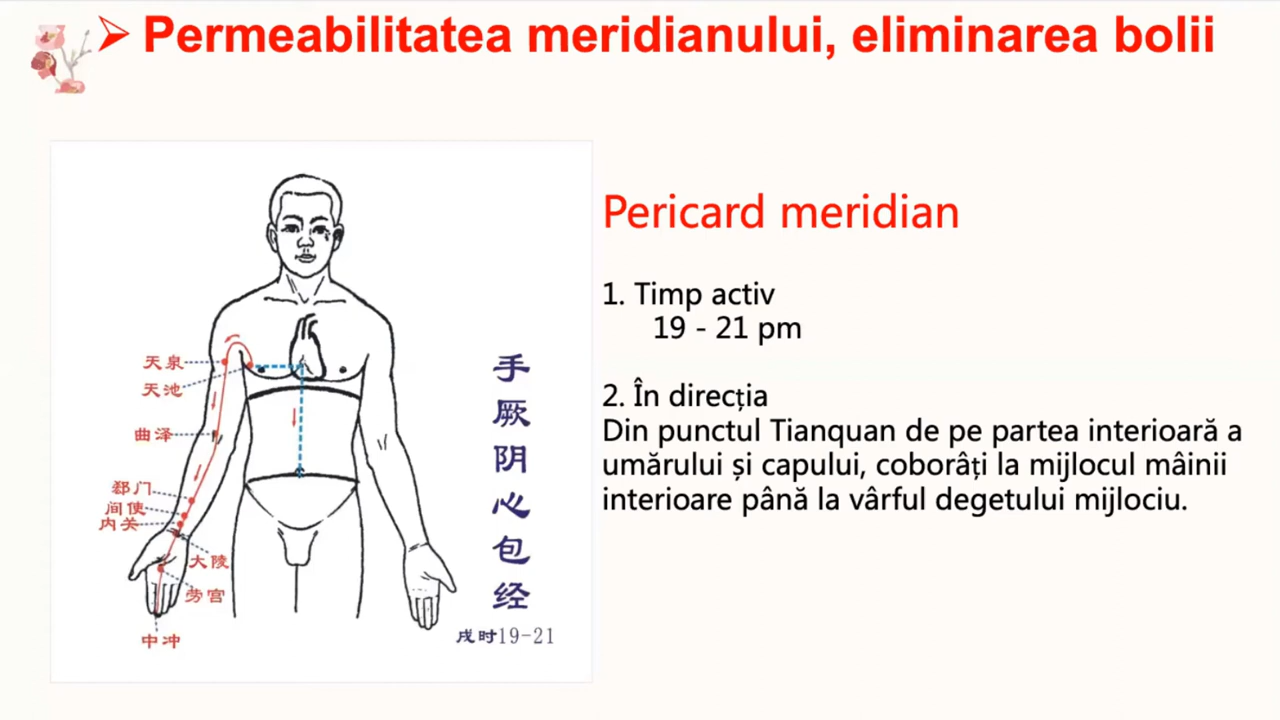 Permeabilitatea meridianului, eliminarea bolii
天泉
天池
曲泽
郄门
间使
内关
大陵
劳宫
中冲
手厥阴心包经
戌时19-21
Pericard meridian
1. Timp activ
19 - 21 pm
2. În direcția
Din punctul Tianquan de pe partea interioară a
umărului și capului, coborâți la mijlocul mâinii
interioare până la vârful degetului mijlociu.